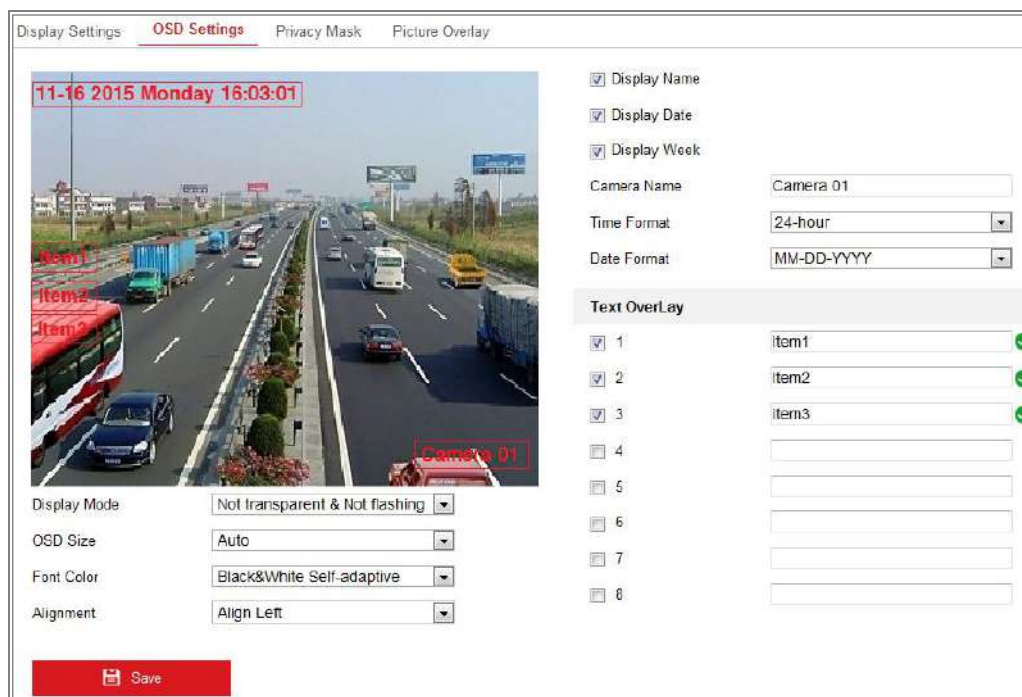 Display Settings OSD Settings Privacy Mask Picture Overlay
11-16 2015 Monday 16:03:01
Item1
Item2
Item3
Camera 01
Display Mode Not transparent & Not flashing
OSD Size Auto
Font Color Black&White Self-adaptive
Alignment Align Left
Save
Display Name
Display Date
Display Week
Camera Name Camera 01
Time Format 24-hour
Date Format MM-DD-YYYY
Text OverLay
1 item1
2 Item2
3 item3
4
5
6
7
8